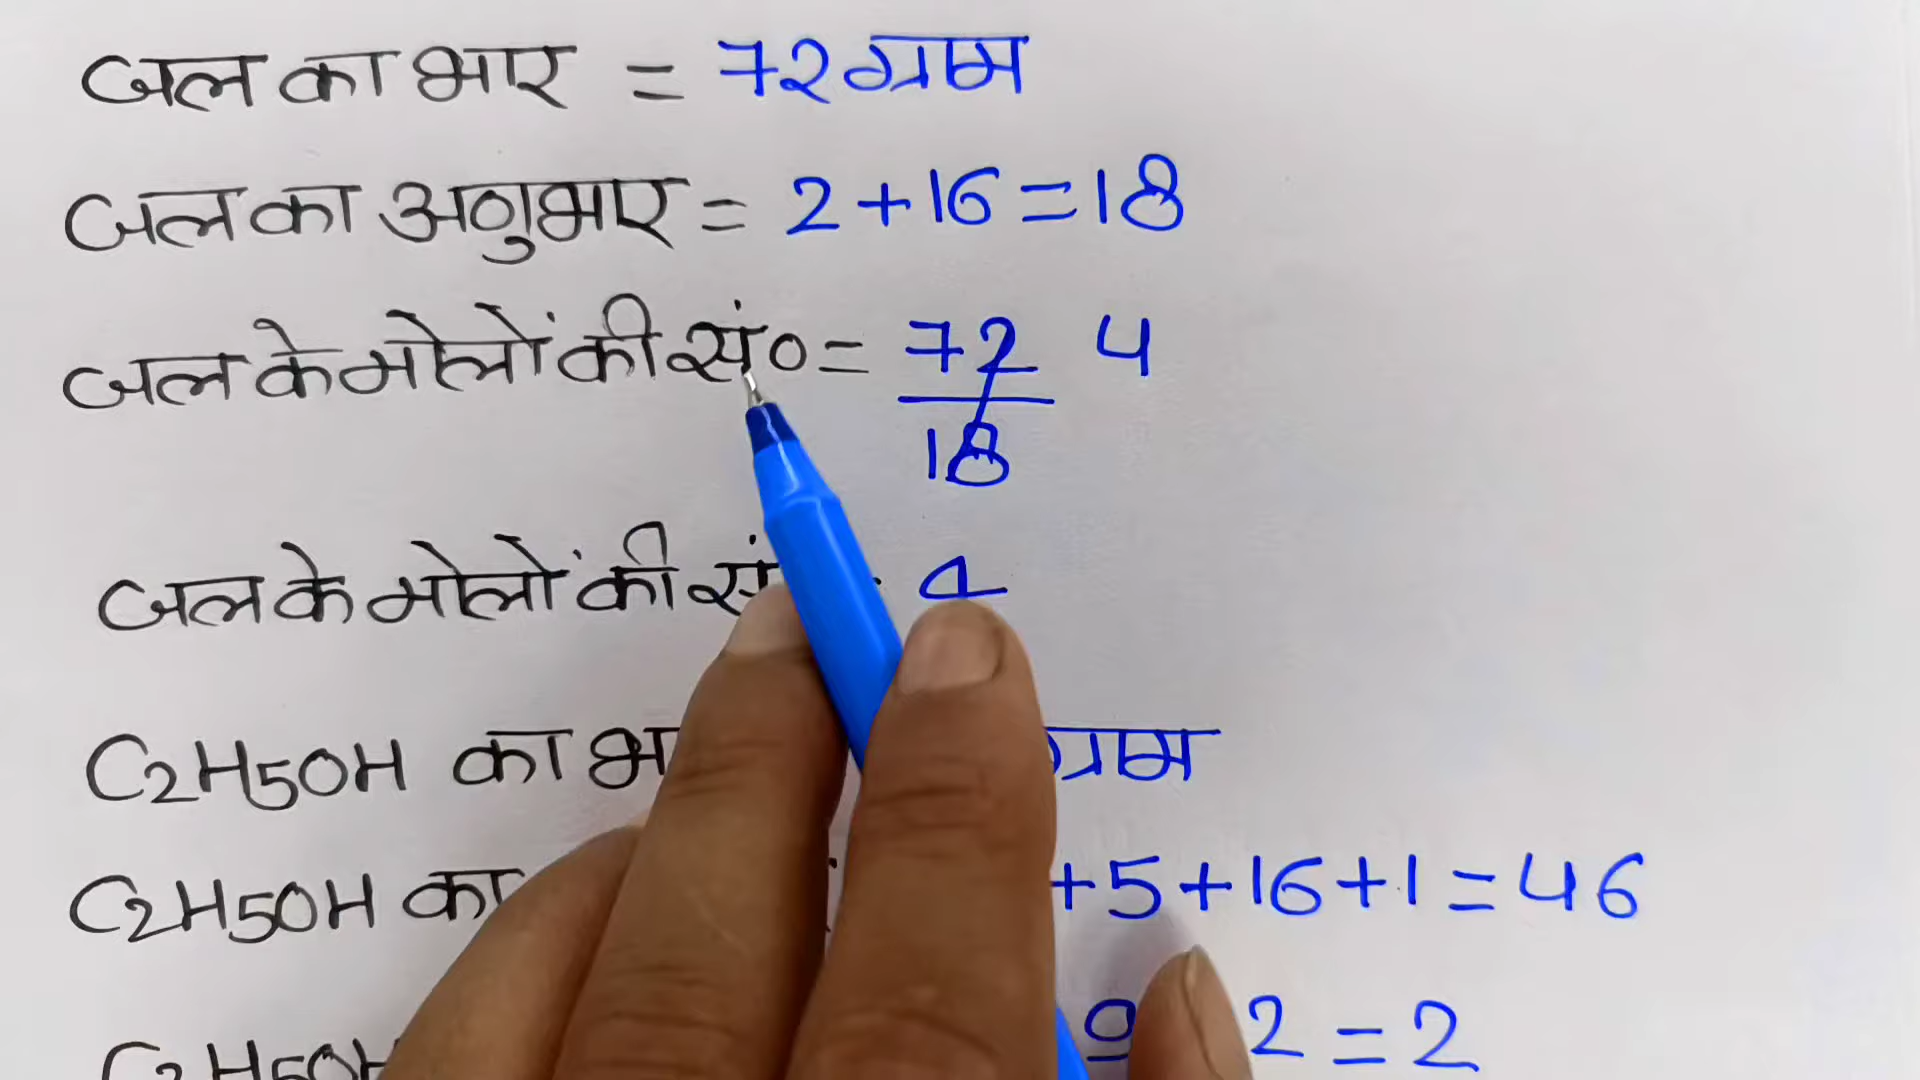 जल का भार = 72 ग्राम
जल का अणुभार = 2 + 16 = 18
जल के मोलों की सं० = 72 4
18
जल के मोलों की सं
C2H5OH का ग्राम
C2H5OH का + 5 + 16 + 1 = 46
C2H5OH 2 = 2